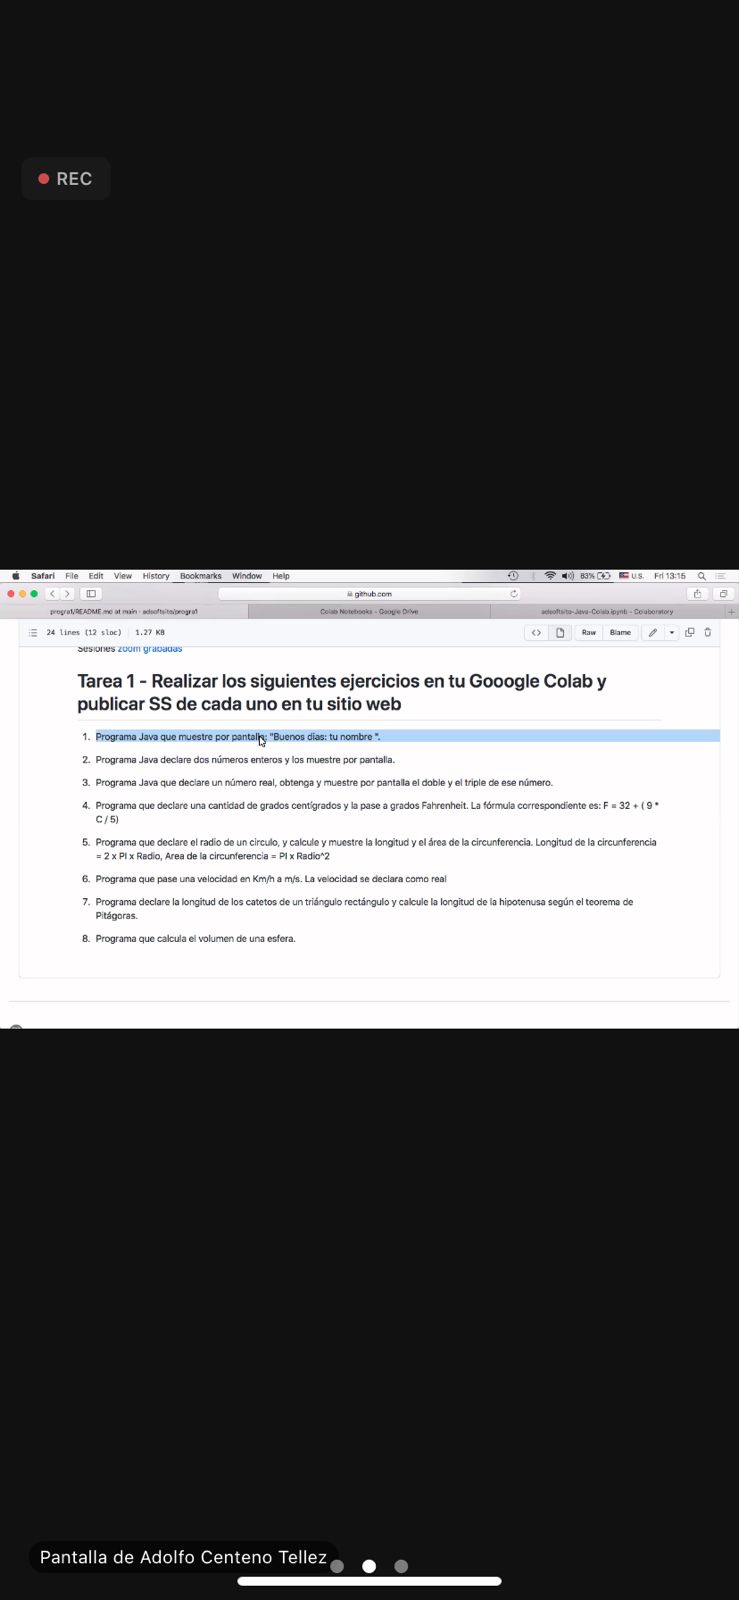 REC
Safari File Edit View History Bookmarks Window Help 83% U.S. Fri 13:15
github.com
progra1/README.md at main · adsoftsito/progra1 Colab Notebooks - Google Drive adsoftsito-Java-Colab.ipynb - Colaboratory
24 lines (12 sloc) 1.27 KB Raw Blame
Sesiones zoom grabadas
Tarea 1 - Realizar los siguientes ejercicios en tu Gooogle Colab y
publicar SS de cada uno en tu sitio web
1. Programa Java que muestre por pantalla: "Buenos dias: tu nombre ".
2. Programa Java declare dos números enteros y los muestre por pantalla.
3. Programa Java que declare un número real, obtenga y muestre por pantalla el doble y el triple de ese número.
4. Programa que declare una cantidad de grados centígrados y la pase a grados Fahrenheit. La fórmula correspondiente es: F = 32 + ( 9 *
C / 5)
5. Programa que declare el radio de un circulo, y calcule y muestre la longitud y el área de la circunferencia. Longitud de la circunferencia
= 2 x PI x Radio, Area de la circunferencia = PI x Radio^2
6. Programa que pase una velocidad en Km/h a m/s. La velocidad se declara como real
7. Programa declare la longitud de los catetos de un triángulo rectángulo y calcule la longitud de la hipotenusa según el teorema de
Pitágoras.
8. Programa que calcula el volumen de una esfera.
Pantalla de Adolfo Centeno Tellez